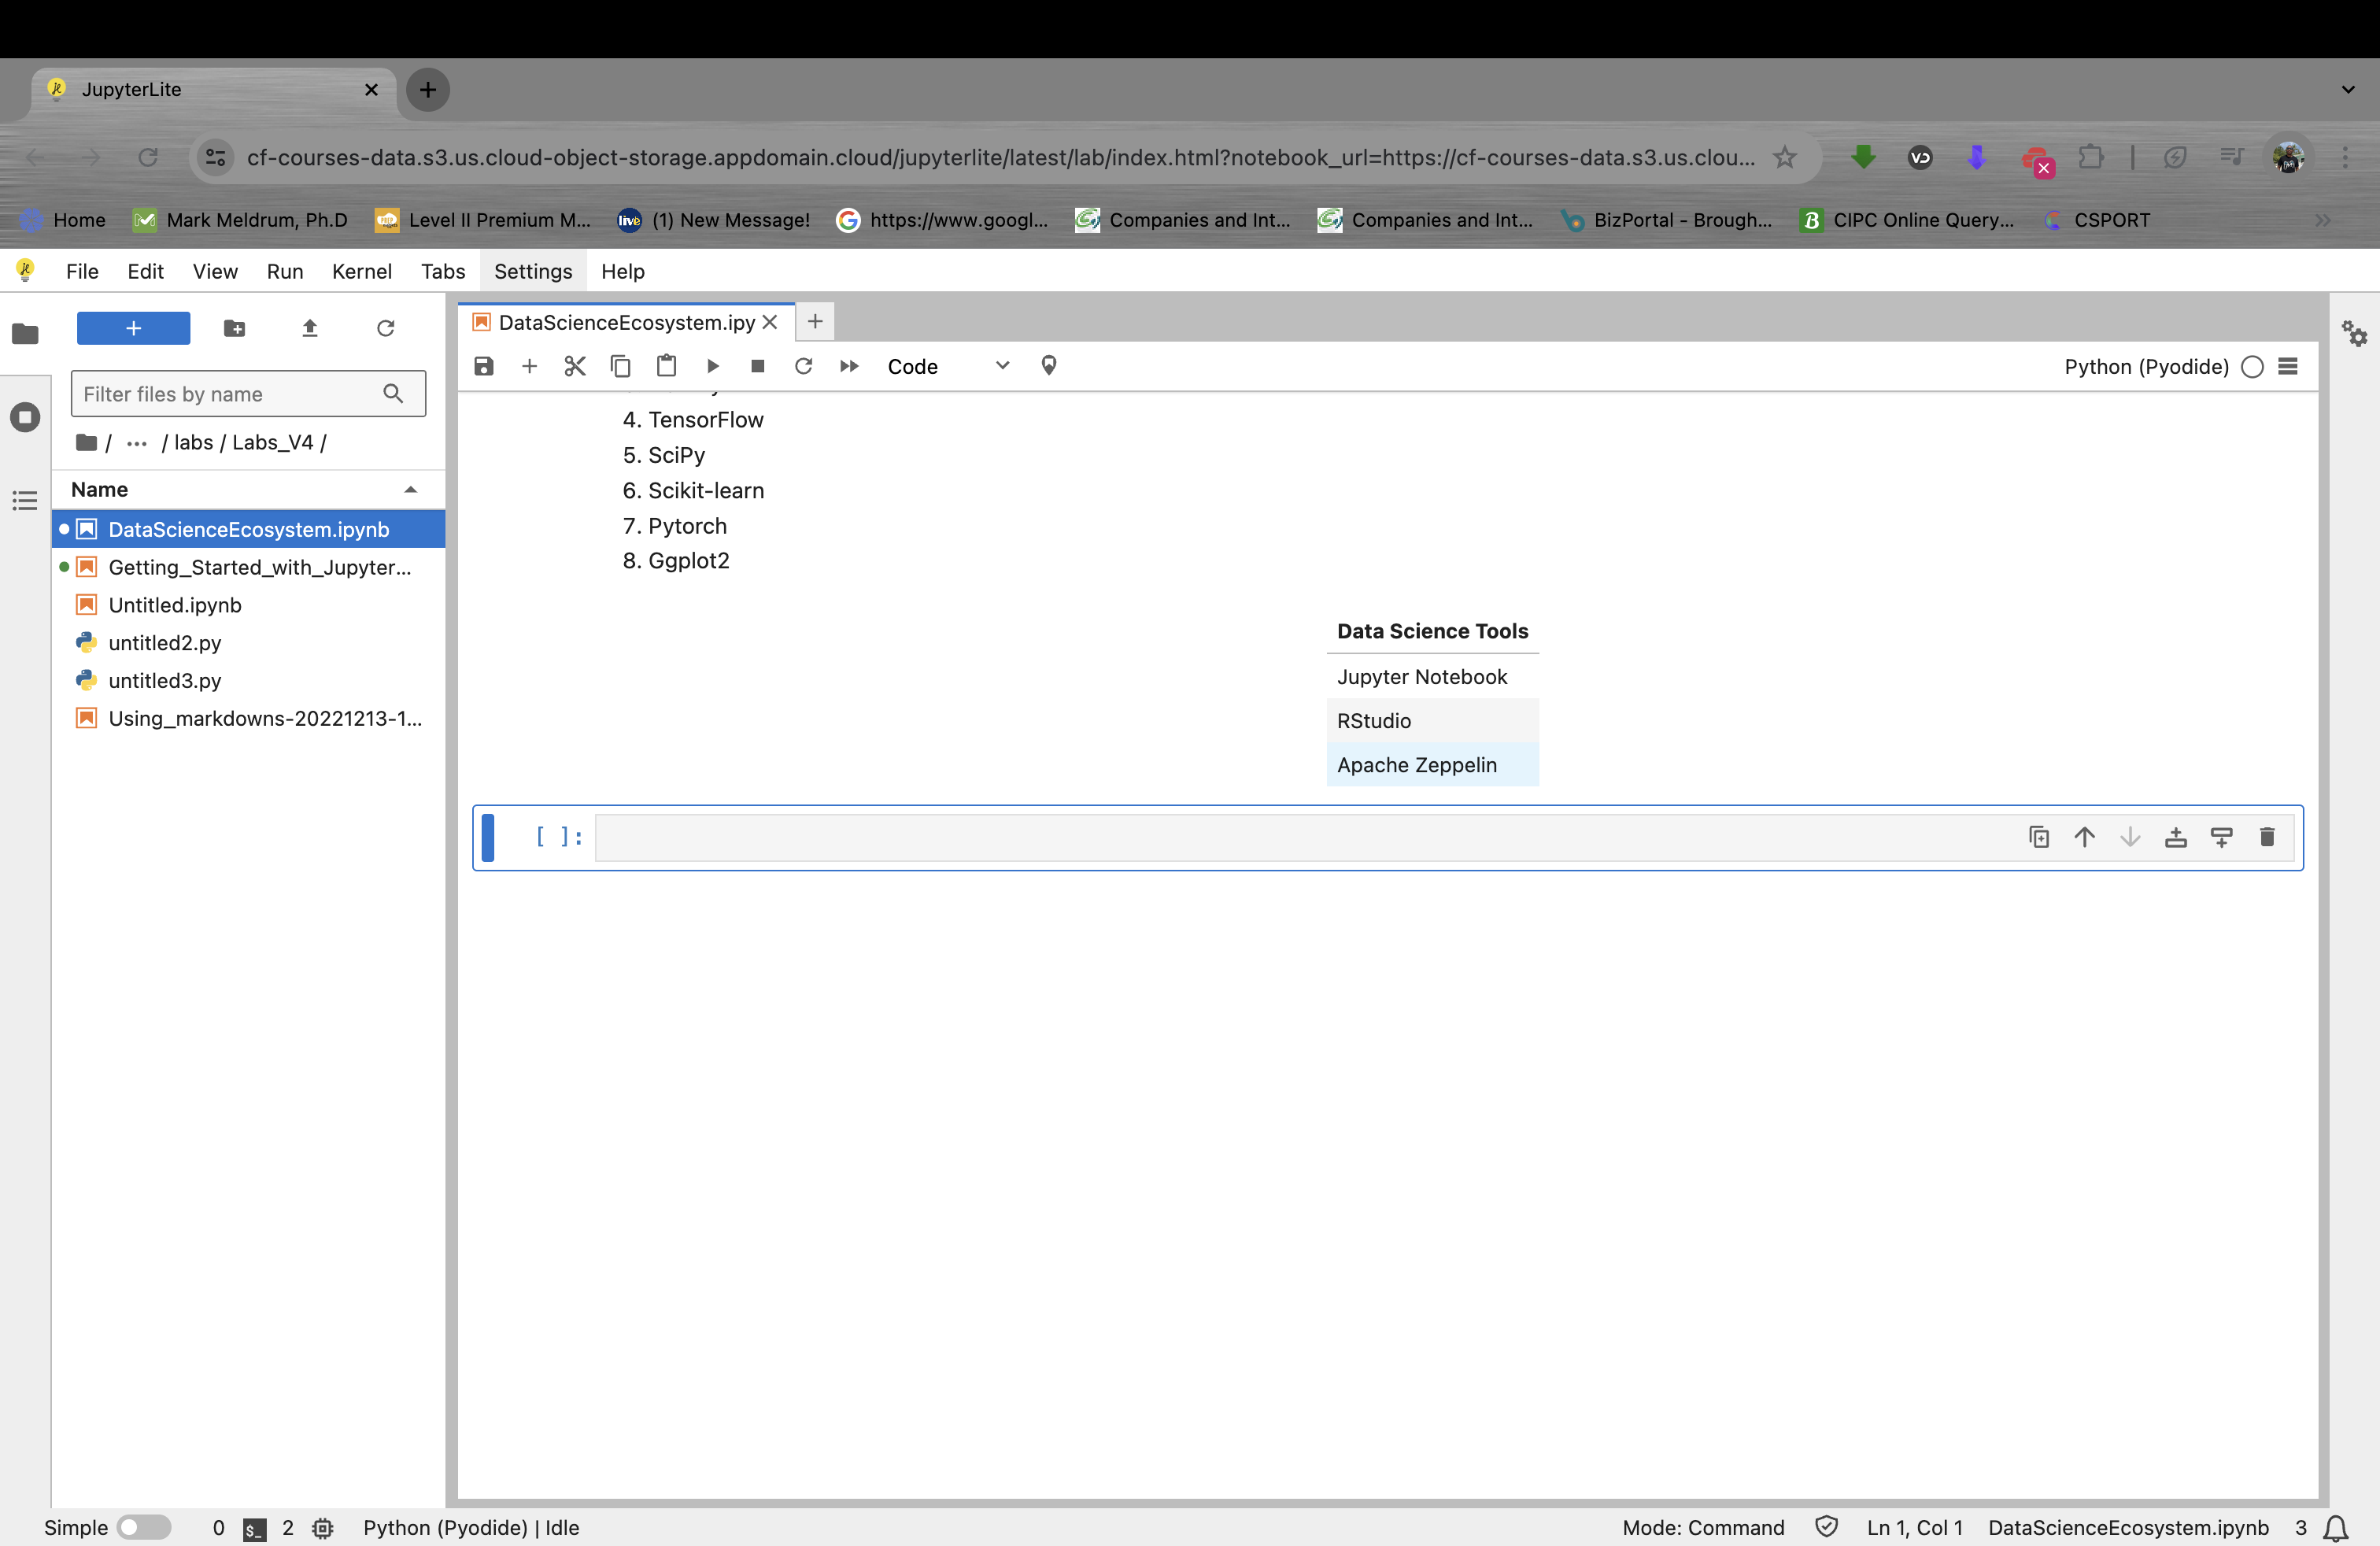 JupyterLite
cf-courses-data.s3.us.cloud-object-storage.appdomain.cloud/jupyterlite/latest/lab/index.html?notebook_url=https://cf-courses-data.s3.us.clou...
Home Mark Meldrum, Ph.D Level II Premium M... live (1) New Message! https://www.googl... Companies and Int... Companies and Int... BizPortal - Brough... CIPC Online Query... CSPORT
File Edit View Run Kernel Tabs Settings Help
DataScienceEcosystem.ipy
Code
Python (Pyodide)
Filter files by name
/ ... / labs / Labs_V4 /
Name
DataScienceEcosystem.ipynb
Getting_Started_with_Jupyter...
Untitled.ipynb
untitled2.py
untitled3.py
Using_markdowns-20221213-1...
4. TensorFlow
5. SciPy
6. Scikit-learn
7. Pytorch
8. Ggplot2
Data Science Tools
Jupyter Notebook
RStudio
Apache Zeppelin
[ ]:
Simple 0 $_ 2 Python (Pyodide) | Idle Mode: Command Ln 1, Col 1 DataScienceEcosystem.ipynb 3